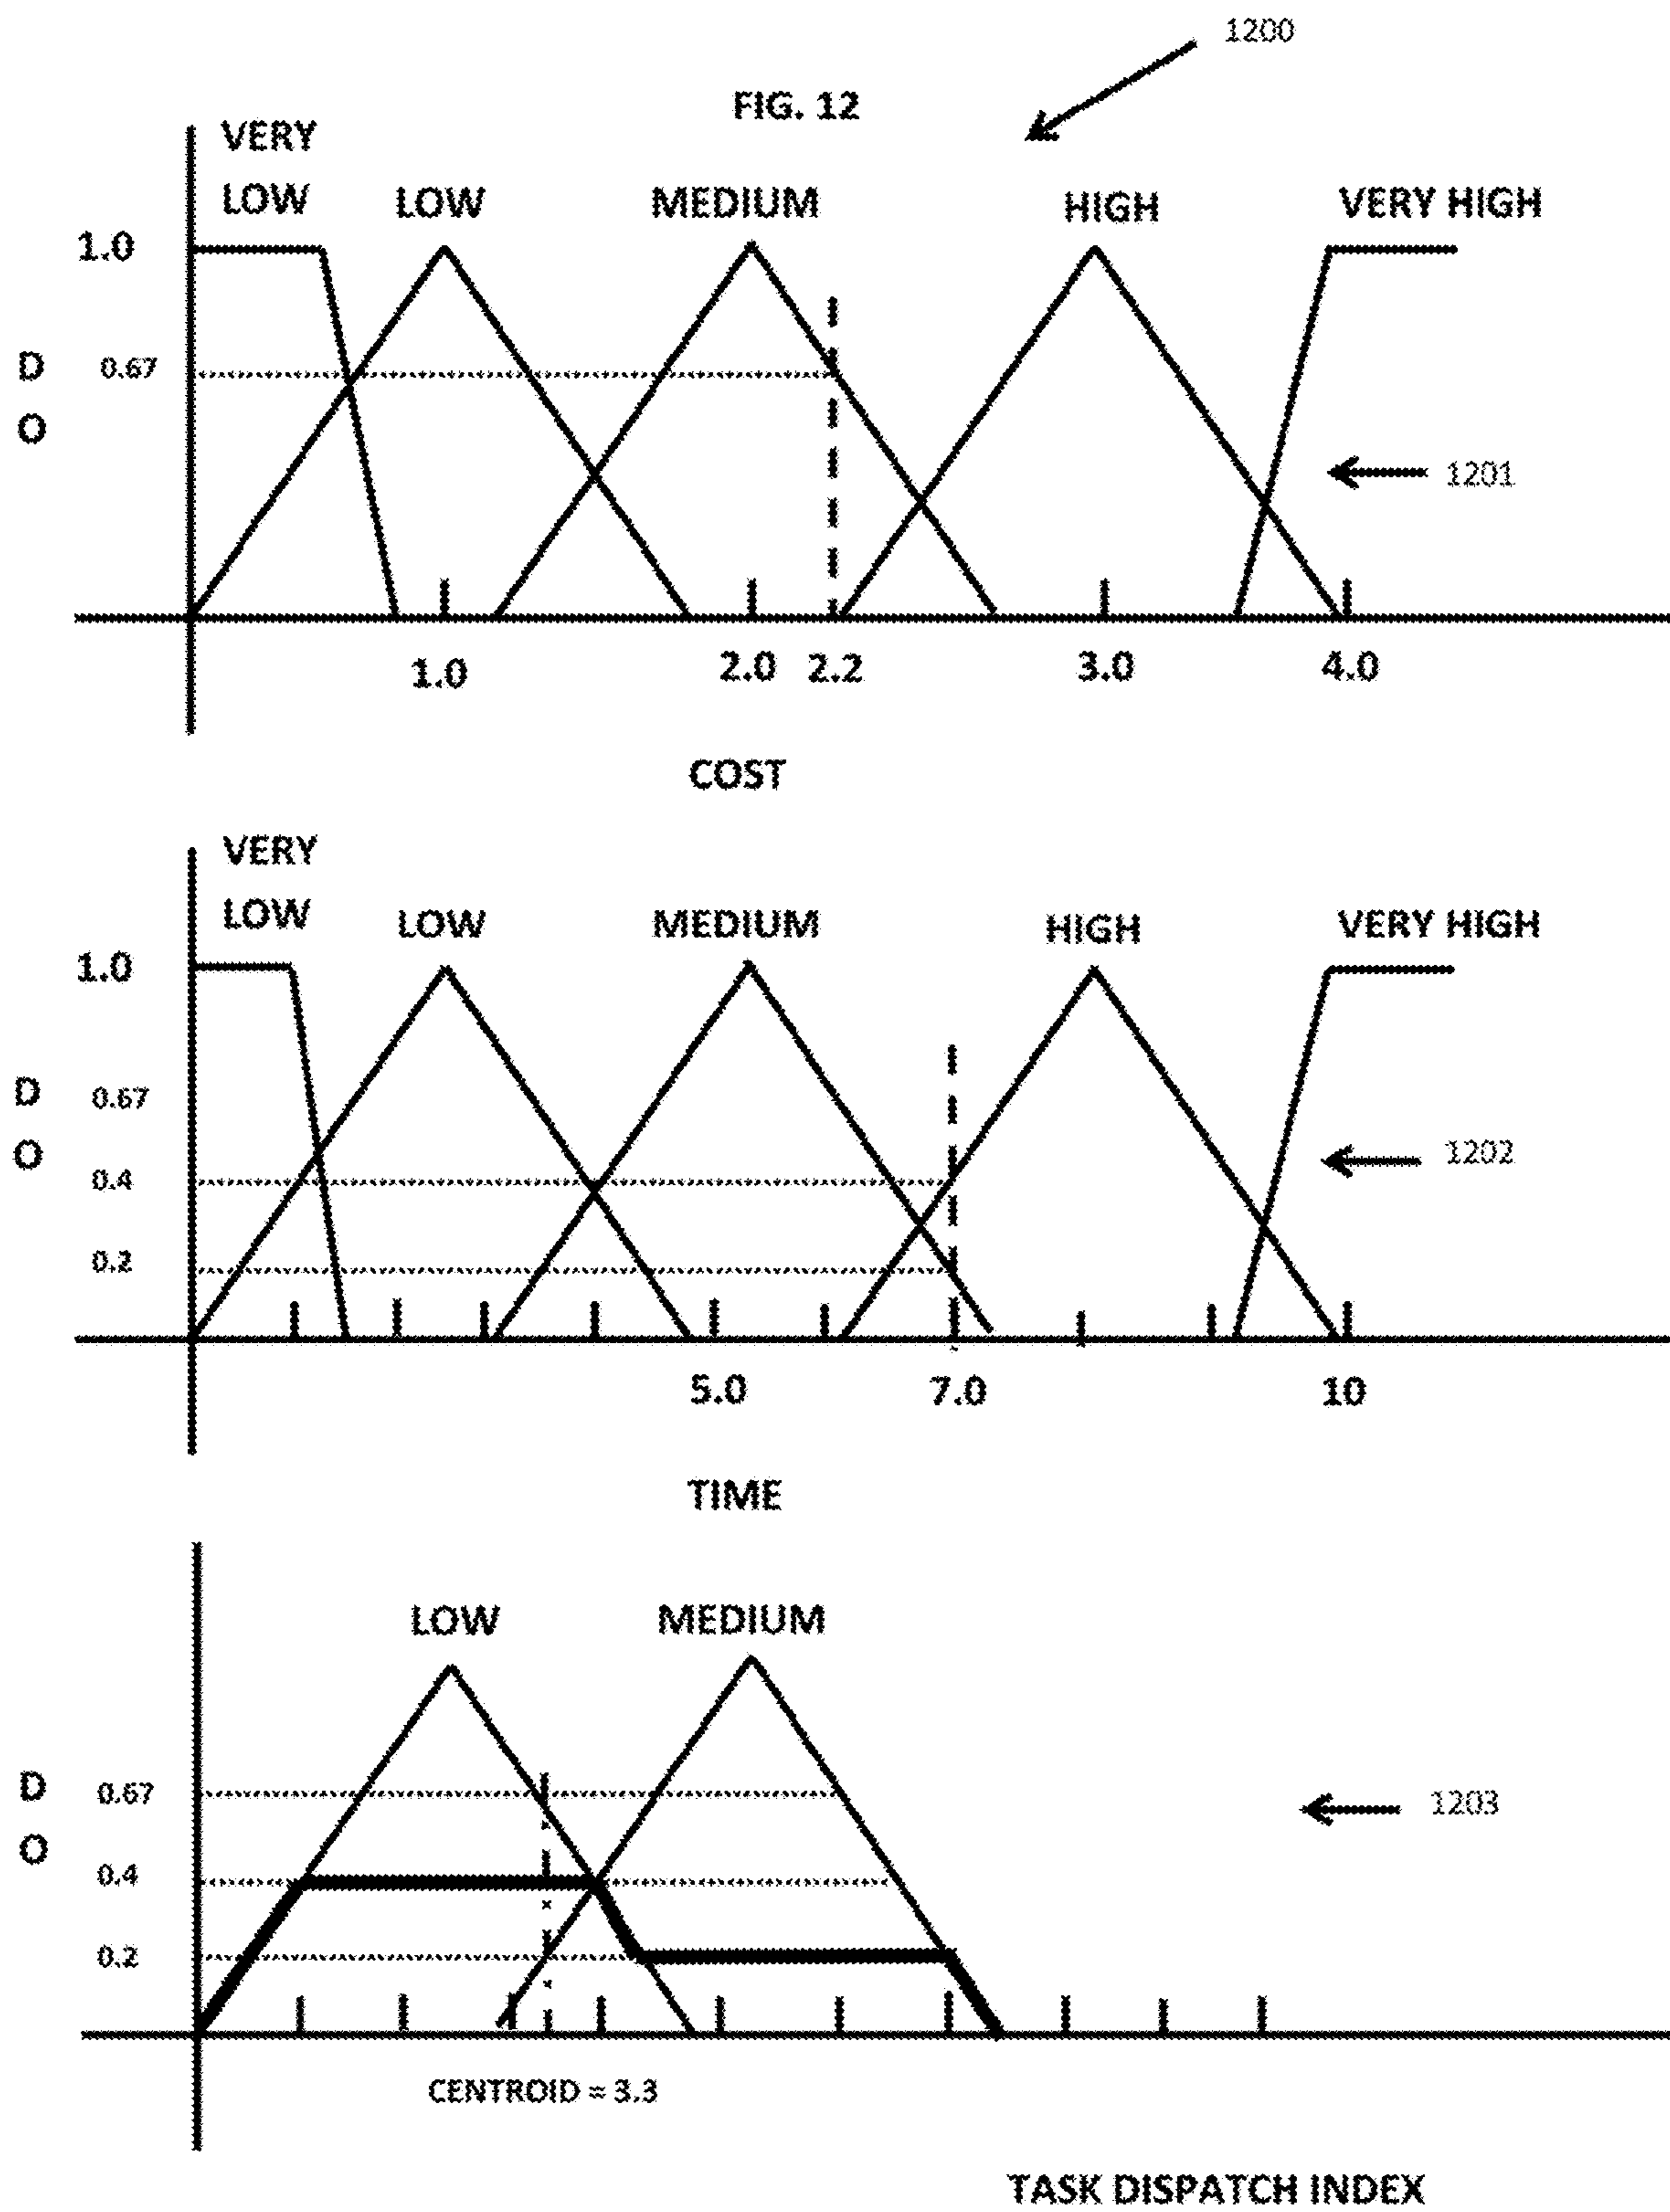 1200
FIG. 12
VERY
LOW
LOW
MEDIUM
HIGH
VERY HIGH
1.0
D
O
0.67
1201
1.0
2.0
2.2
3.0
4.0
COST
VERY
LOW
LOW
MEDIUM
HIGH
VERY HIGH
1.0
D
O
0.67
0.4
0.2
1202
5.0
7.0
10
TIME
LOW
MEDIUM
D
O
0.67
0.4
0.2
1203
CENTROID = 3.3
TASK DISPATCH INDEX